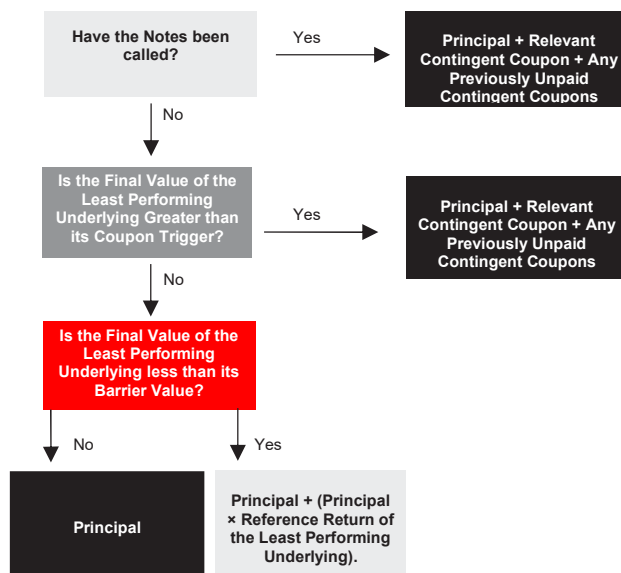 Have the Notes been
called?
Yes
Principal + Relevant
Contingent Coupon + Any
Previously Unpaid
Contingent Coupons
No
Is the Final Value of the
Least Performing
Underlying Greater than
its Coupon Trigger?
Yes
Principal + Relevant
Contingent Coupon + Any
Previously Unpaid
Contingent Coupons
No
Is the Final Value of the
Least Performing
Underlying less than its
Barrier Value?
No
Yes
Principal
Principal + (Principal
× Reference Return of
the Least Performing
Underlying).